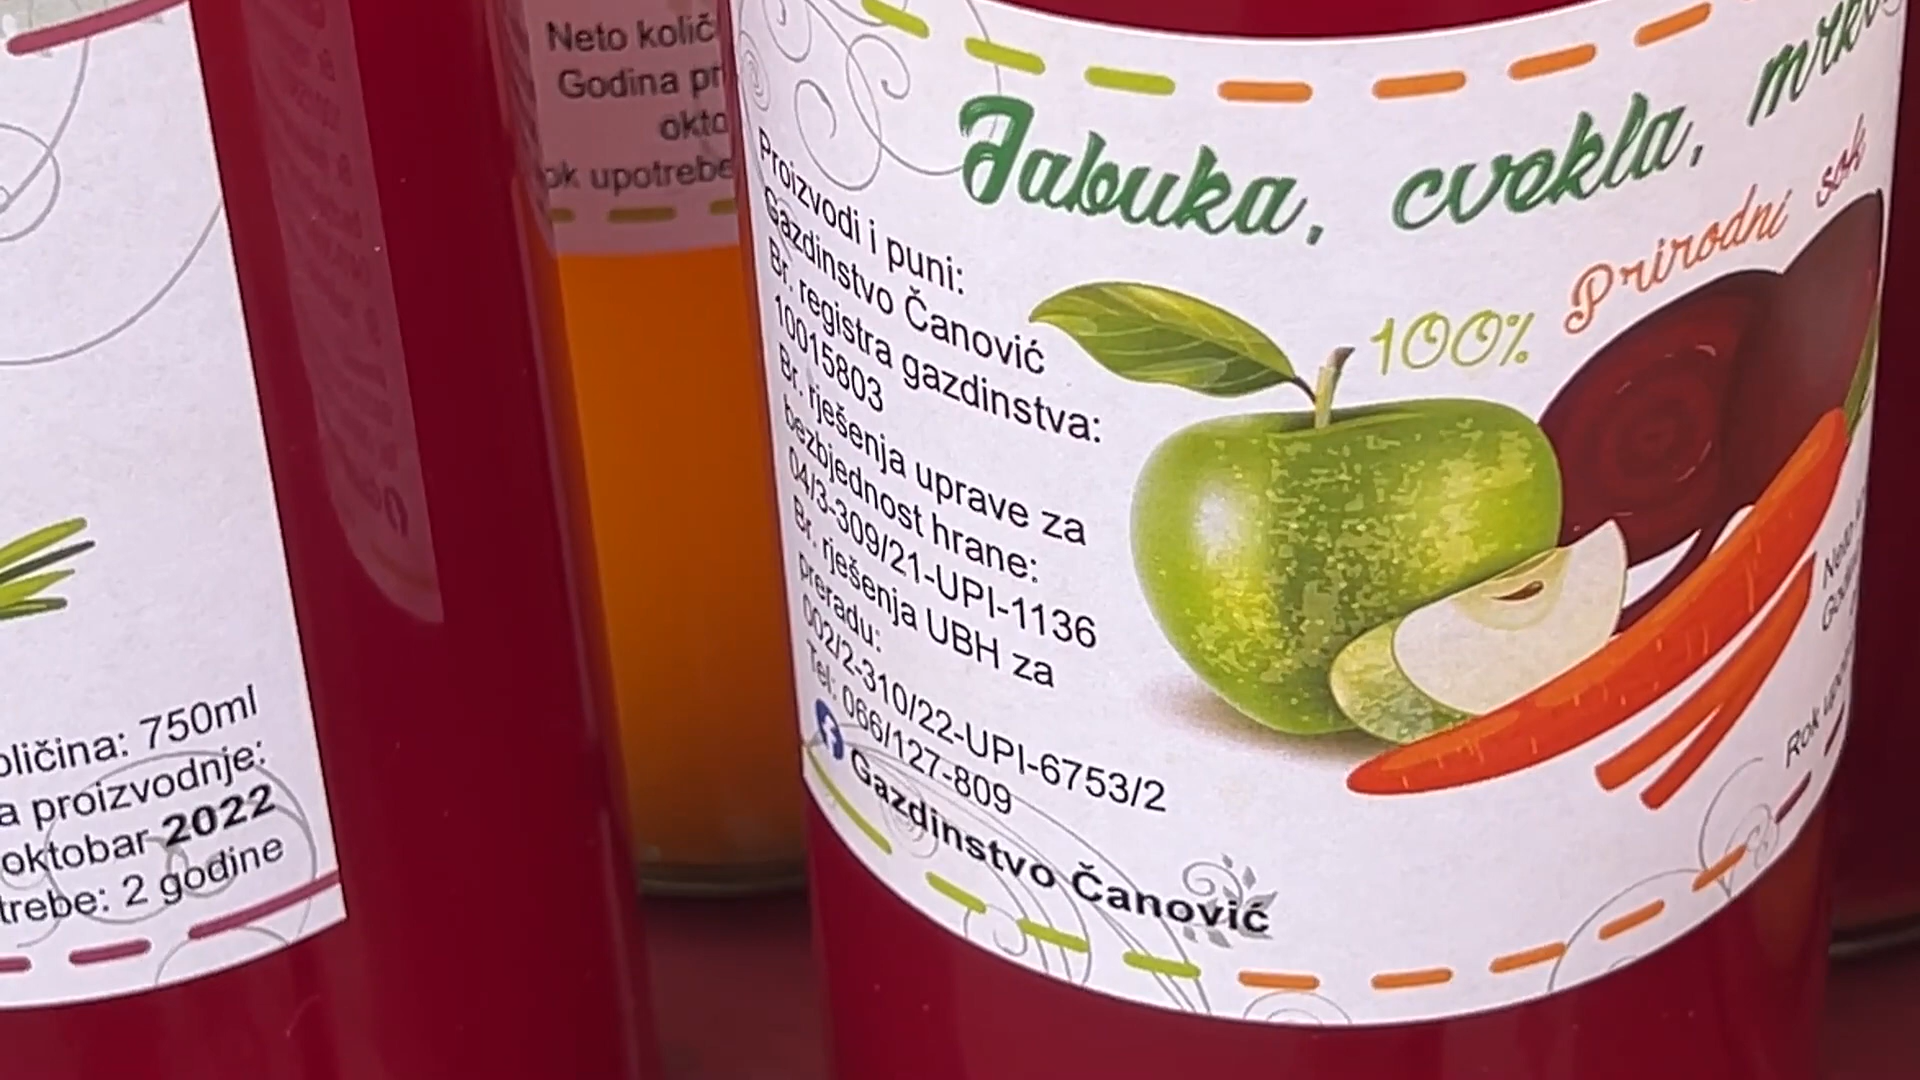 oličina: 750ml
a proizvodnje:
oktobar 2022
trebe: 2 godine
Neto količ
Godina pr
okto
ok upotrebe
Jabuka, cvekla, mrkv
100% Prirodni sok
Proizvodi i puni:
Gazdinstvo Čanović
Br. registra gazdinstva:
10015803
Br. rješenja uprave za
bezbjednost hrane:
04/3-309/21-UPI-1136
Br. rješenja UBH za
preradu:
002/2-310/22-UPI-6753/2
Tel: 066/127-809
Gazdinstvo Čanović
Rok upo